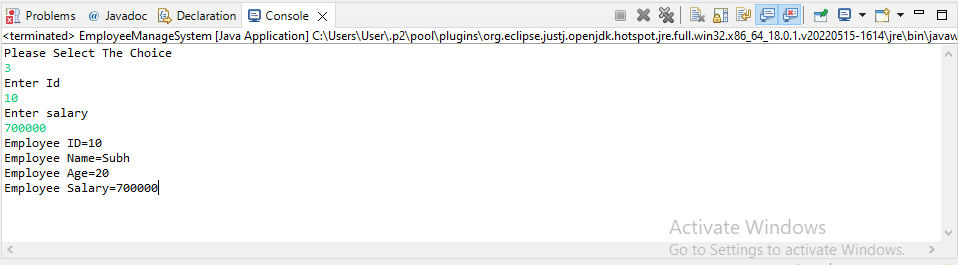 Problems @ Javadoc Declaration Console
<terminated> EmployeeManageSystem [Java Application] C:\Users\User\.p2\pool\plugins\org.eclipse.justj.openjdk.hotspot.jre.full.win32.x86_64_18.0.1.v20220515-1614\jre\bin\javaw
Please Select The Choice
3
Enter Id
10
Enter salary
700000
Employee ID=10
Employee Name=Subh
Employee Age=20
Employee Salary=700000
Activate Windows
Go to Settings to activate Windows.